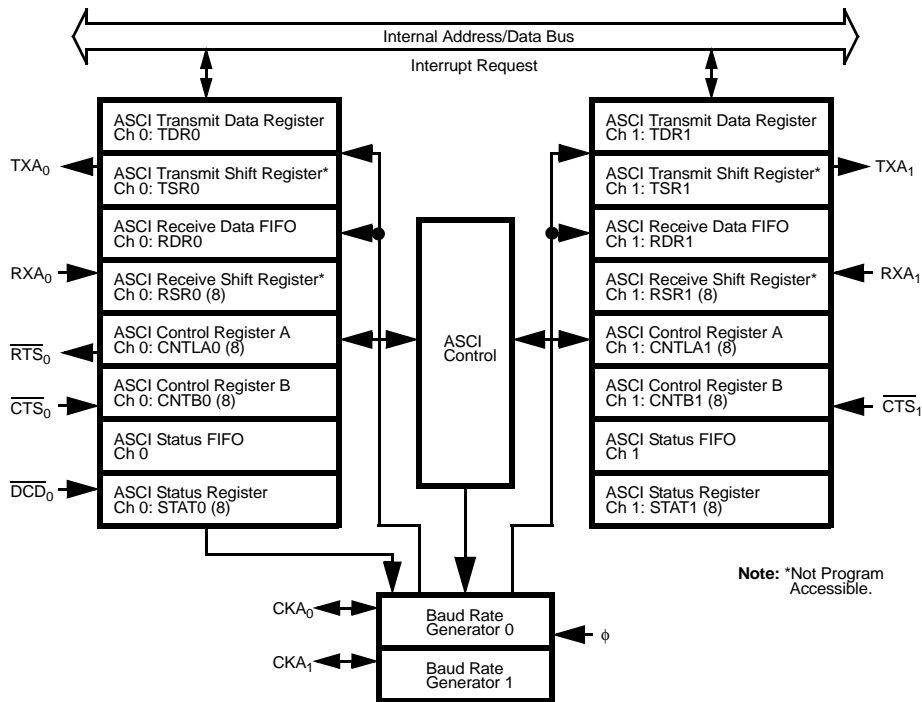 Internal Address/Data Bus
Interrupt Request
ASCI Transmit Data Register
Ch 0: TDR0
ASCI Transmit Shift Register*
Ch 0: TSR0
ASCI Receive Data FIFO
Ch 0: RDR0
ASCI Receive Shift Register*
Ch 0: RSR0 (8)
ASCI Control Register A
Ch 0: CNTLA0 (8)
ASCI Control Register B
Ch 0: CNTB0 (8)
ASCI Status FIFO
Ch 0
ASCI Status Register
Ch 0: STAT0 (8)
TXA0
RXA0
RTS0
CTS0
DCD0
ASCI
Control
ASCI Transmit Data Register
Ch 1: TDR1
ASCI Transmit Shift Register*
Ch 1: TSR1
ASCI Receive Data FIFO
Ch 1: RDR1
ASCI Receive Shift Register*
Ch 1: RSR1 (8)
ASCI Control Register A
Ch 1: CNTLA1 (8)
ASCI Control Register B
Ch 1: CNTB1 (8)
ASCI Status FIFO
Ch 1
ASCI Status Register
Ch 1: STAT1 (8)
TXA1
RXA1
CTS1
Note: *Not Program
Accessible.
CKA0
Baud Rate
Generator 0
ϕ
CKA1
Baud Rate
Generator 1